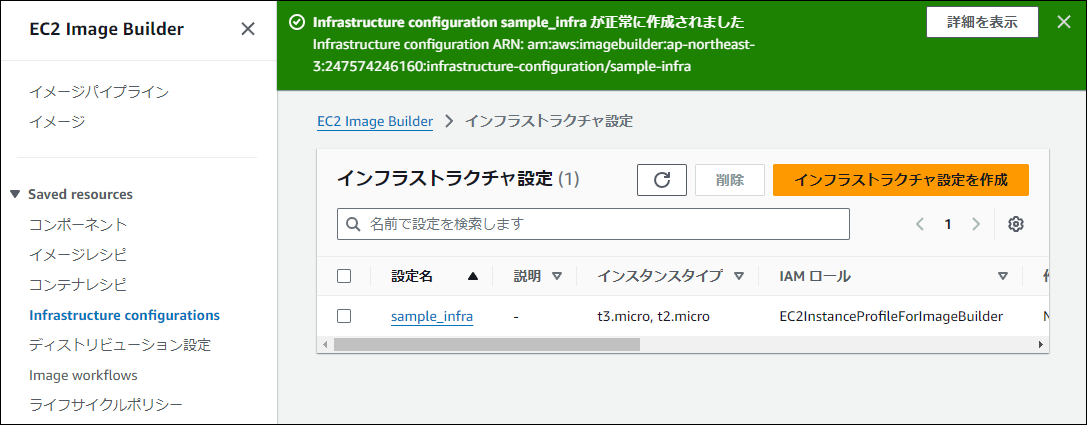 EC2 Image Builder
イメージパイプライン
イメージ
Saved resources
コンポーネント
イメージレシピ
コンテナレシピ
Infrastructure configurations
ディストリビューション設定
Image workflows
ライフサイクルポリシー
Infrastructure configuration sample_infra が正常に作成されました
Infrastructure configuration ARN: arn:aws:imagebuilder:ap-northeast-
3:247574246160:infrastructure-configuration/sample-infra
詳細を表示
EC2 Image Builder > インフラストラクチャ設定
インフラストラクチャ設定 (1)
削除
インフラストラクチャ設定を作成
名前で設定を検索します
1
設定名 説明 インスタンスタイプ IAM ロール
sample_infra - t3.micro, t2.micro EC2InstanceProfileForImageBuilder